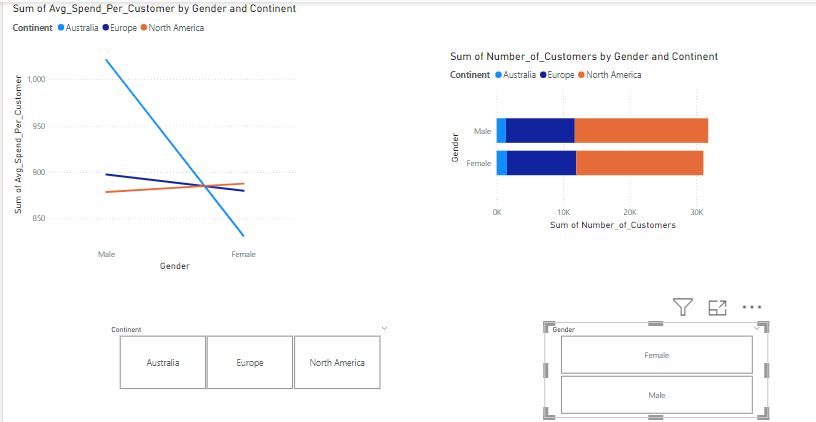 Sum of Avg_Spend_Per_Customer by Gender and Continent
Continent Australia Europe North America
Sum of Avg_Spend_Per_Customer
1,000
950
900
850
Male Female
Gender
Sum of Number_of_Customers by Gender and Continent
Continent Australia Europe North America
Gender
Male
Female
0K 10K 20K 30K
Sum of Number_of_Customers
Continent
Australia Europe North America
Gender
Female
Male